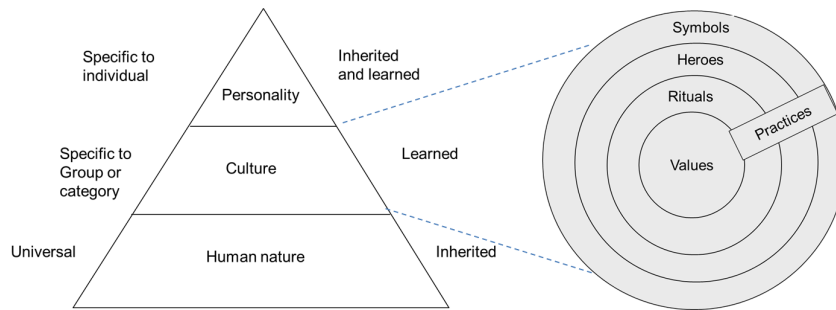 Specific to
individual
Personality
Inherited
and learned
Specific to
Group or
category
Culture
Learned
Universal
Human nature
Inherited
Symbols
Heroes
Rituals
Practices
Values